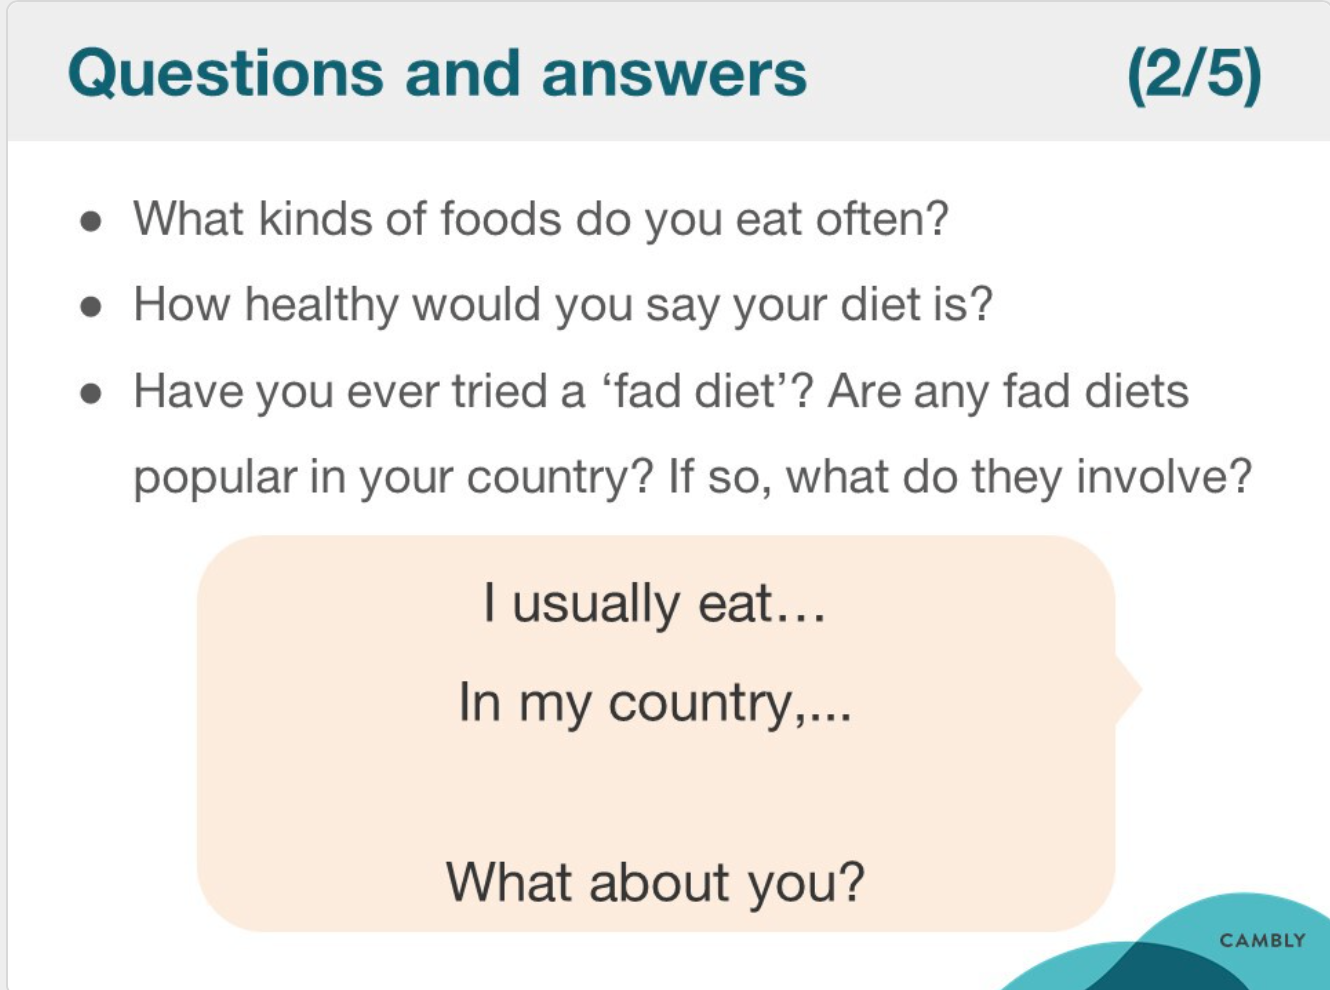 Questions and answers (2/5)
● What kinds of foods do you eat often?
● How healthy would you say your diet is?
● Have you ever tried a ‘fad diet’? Are any fad diets
popular in your country? If so, what do they involve?
I usually eat…
In my country,...
What about you?
CAMBLY